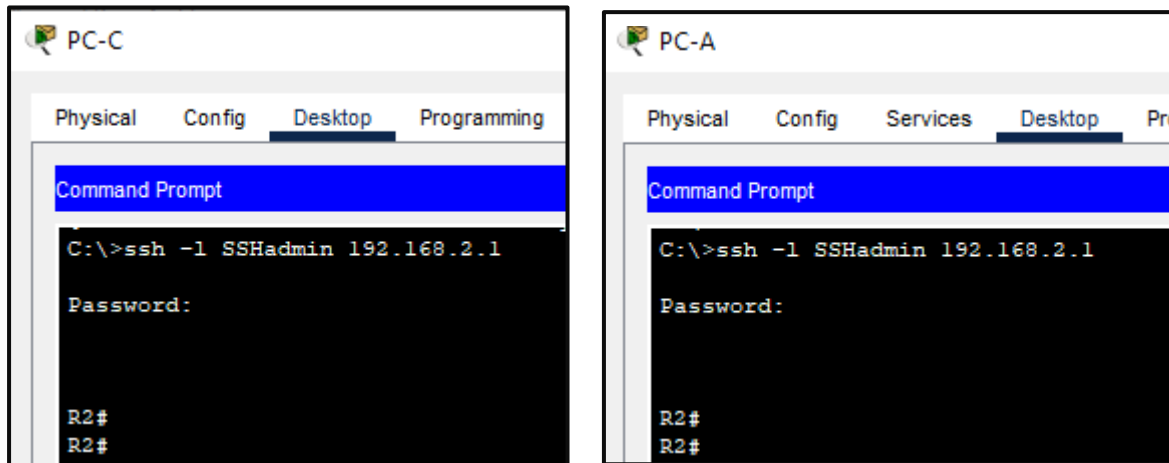 PC-C
Physical Config Desktop Programming
Command Prompt
C:\>ssh -l SSHadmin 192.168.2.1
Password:
R2#
R2#
PC-A
Physical Config Services Desktop
Command Prompt
C:\>ssh -l SSHadmin 192.168.2.1
Password:
R2#
R2#